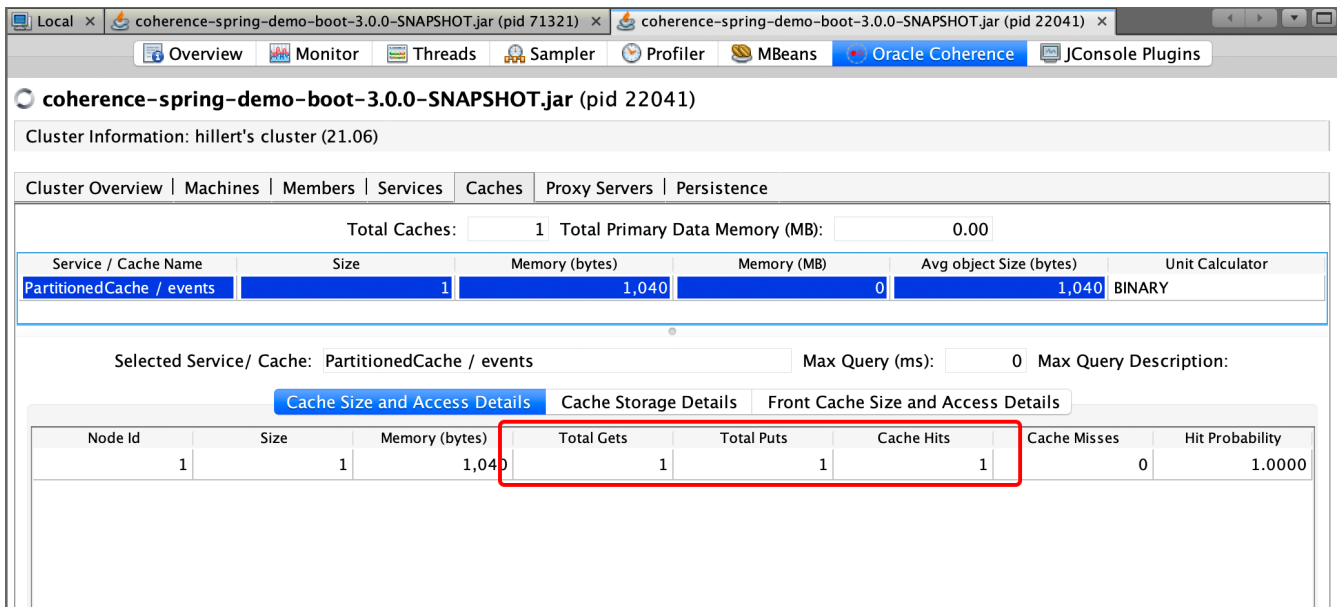 Local × coherence-spring-demo-boot-3.0.0-SNAPSHOT.jar (pid 71321) × coherence-spring-demo-boot-3.0.0-SNAPSHOT.jar (pid 22041) ×
Overview Monitor Threads Sampler Profiler MBeans Oracle Coherence JConsole Plugins
coherence-spring-demo-boot-3.0.0-SNAPSHOT.jar (pid 22041)
Cluster Information: hillert's cluster (21.06)
Cluster Overview | Machines | Members | Services Caches Proxy Servers | Persistence
Total Caches: 1 Total Primary Data Memory (MB): 0.00
Service / Cache Name Size Memory (bytes) Memory (MB) Avg object Size (bytes) Unit Calculator
PartitionedCache / events 1 1,040 0 1,040 BINARY
Selected Service/ Cache: PartitionedCache / events Max Query (ms): 0 Max Query Description:
Cache Size and Access Details Cache Storage Details Front Cache Size and Access Details
Node Id Size Memory (bytes) Total Gets Total Puts Cache Hits Cache Misses Hit Probability
1 1 1,040 1 1 1 0 1.0000